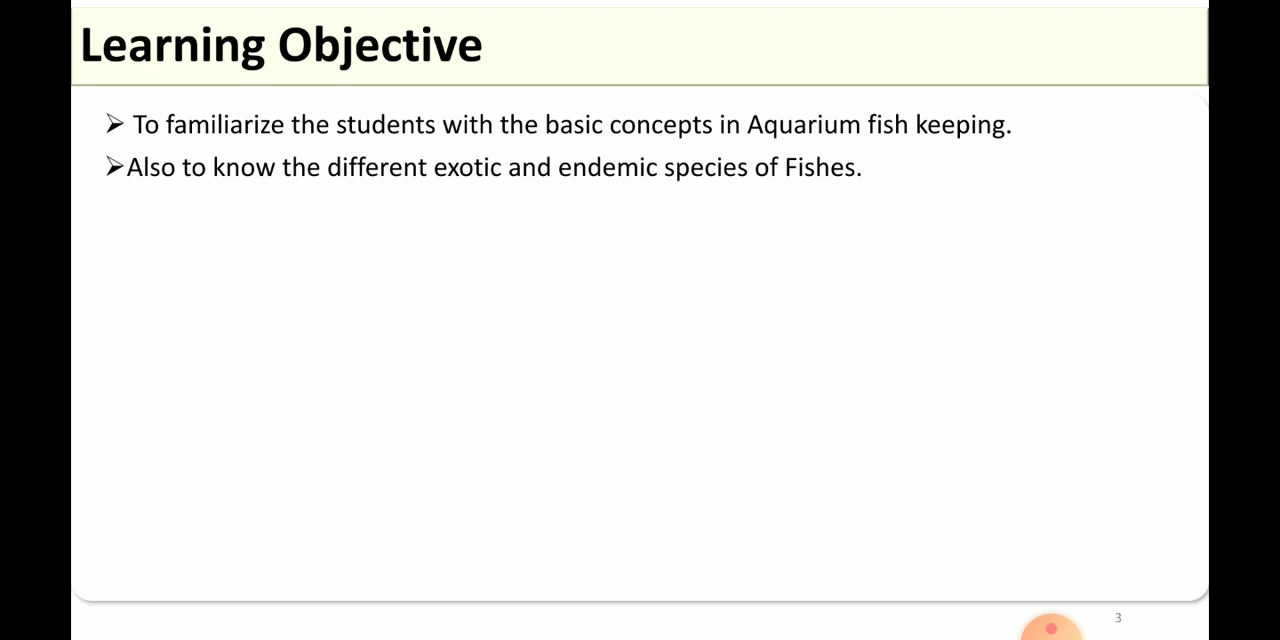 Learning Objective
➢ To familiarize the students with the basic concepts in Aquarium fish keeping.
➢Also to know the different exotic and endemic species of Fishes.
3